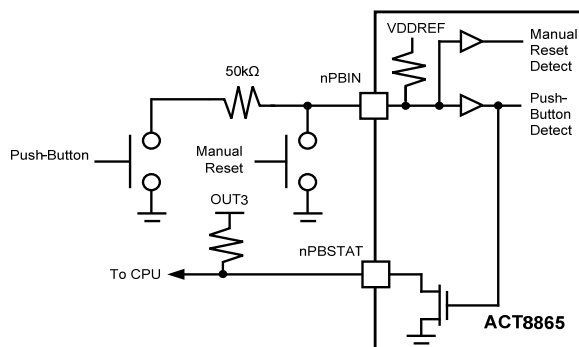 VDDREF
Manual
Reset
Detect
50kΩ
nPBIN
Push-
Button
Detect
Push-Button
Manual
Reset
OUT3
nPBSTAT
To CPU
ACT8865